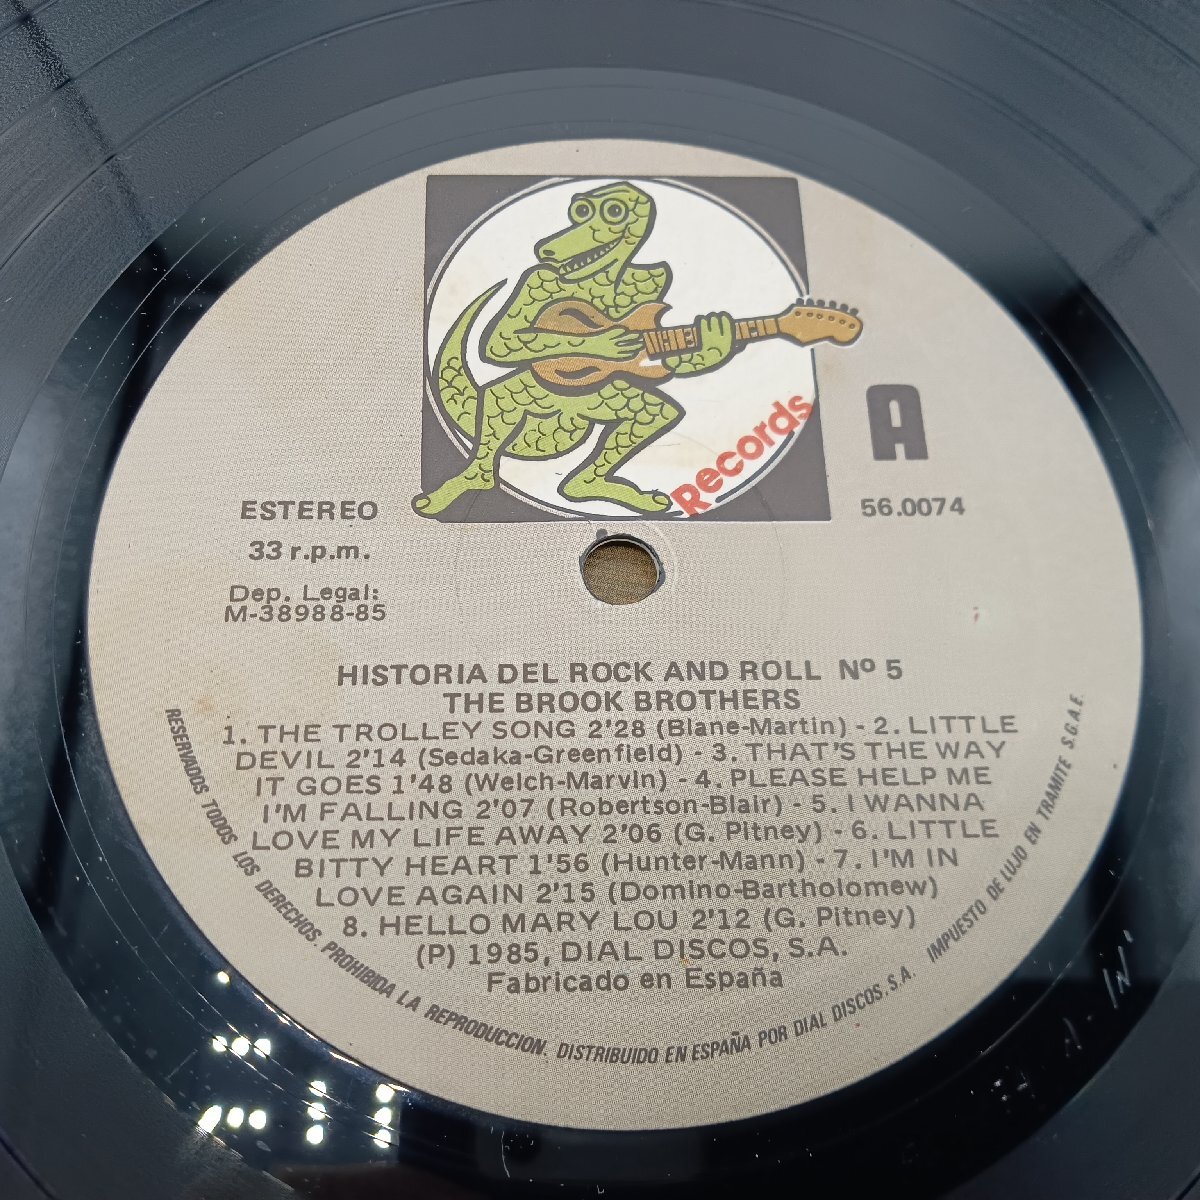 Records
A
56.0074
ESTEREO
33 r.p.m.
Dep. Legal:
M-38988-85
HISTORIA DEL ROCK AND ROLL Nº 5
THE BROOK BROTHERS
1. THE TROLLEY SONG 2'28 (Blane-Martin) - 2. LITTLE
DEVIL 2'14 (Sedaka-Greenfield) - 3. THAT'S THE WAY
IT GOES 1'48 (Welch-Marvin) - 4. PLEASE HELP ME
I'M FALLING 2'07 (Robertson-Blair) - 5. I WANNA
LOVE MY LIFE AWAY 2'06 (G. Pitney) - 6. LITTLE
BITTY HEART 1'56 (Hunter-Mann) - 7. I'M IN
LOVE AGAIN 2'15 (Domino-Bartholomew)
8. HELLO MARY LOU 2'12 (G. Pitney)
(P) 1985, DIAL DISCOS, S.A.
Fabricado en España
RESERVADOS TODOS LOS DERECHOS. PROHIBIDA LA REPRODUCCION. DISTRIBUIDO EN ESPAÑA POR DIAL DISCOS, S.A. IMPUESTO DE LUJO EN TRAMITE S.G.A.E.